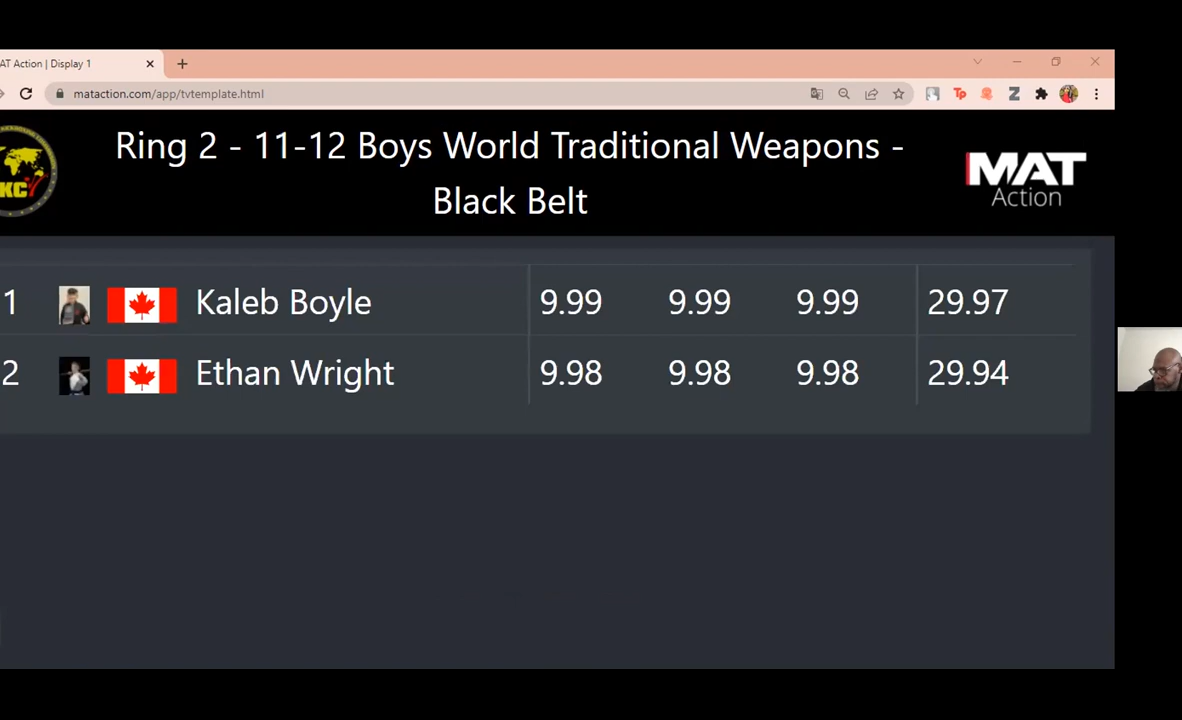 AT Action | Display 1
mataction.com/app/tvtemplate.html
Ring 2 - 11-12 Boys World Traditional Weapons -
Black Belt
KC
MAT
Action
1 Kaleb Boyle 9.99 9.99 9.99 29.97
2 Ethan Wright 9.98 9.98 9.98 29.94